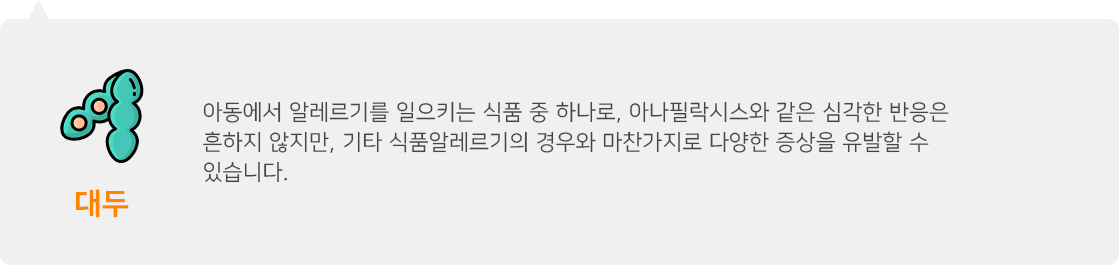 대두
아동에서 알레르기를 일으키는 식품 중 하나로, 아나필락시스와 같은 심각한 반응은
흔하지 않지만, 기타 식품알레르기의 경우와 마찬가지로 다양한 증상을 유발할 수
있습니다.